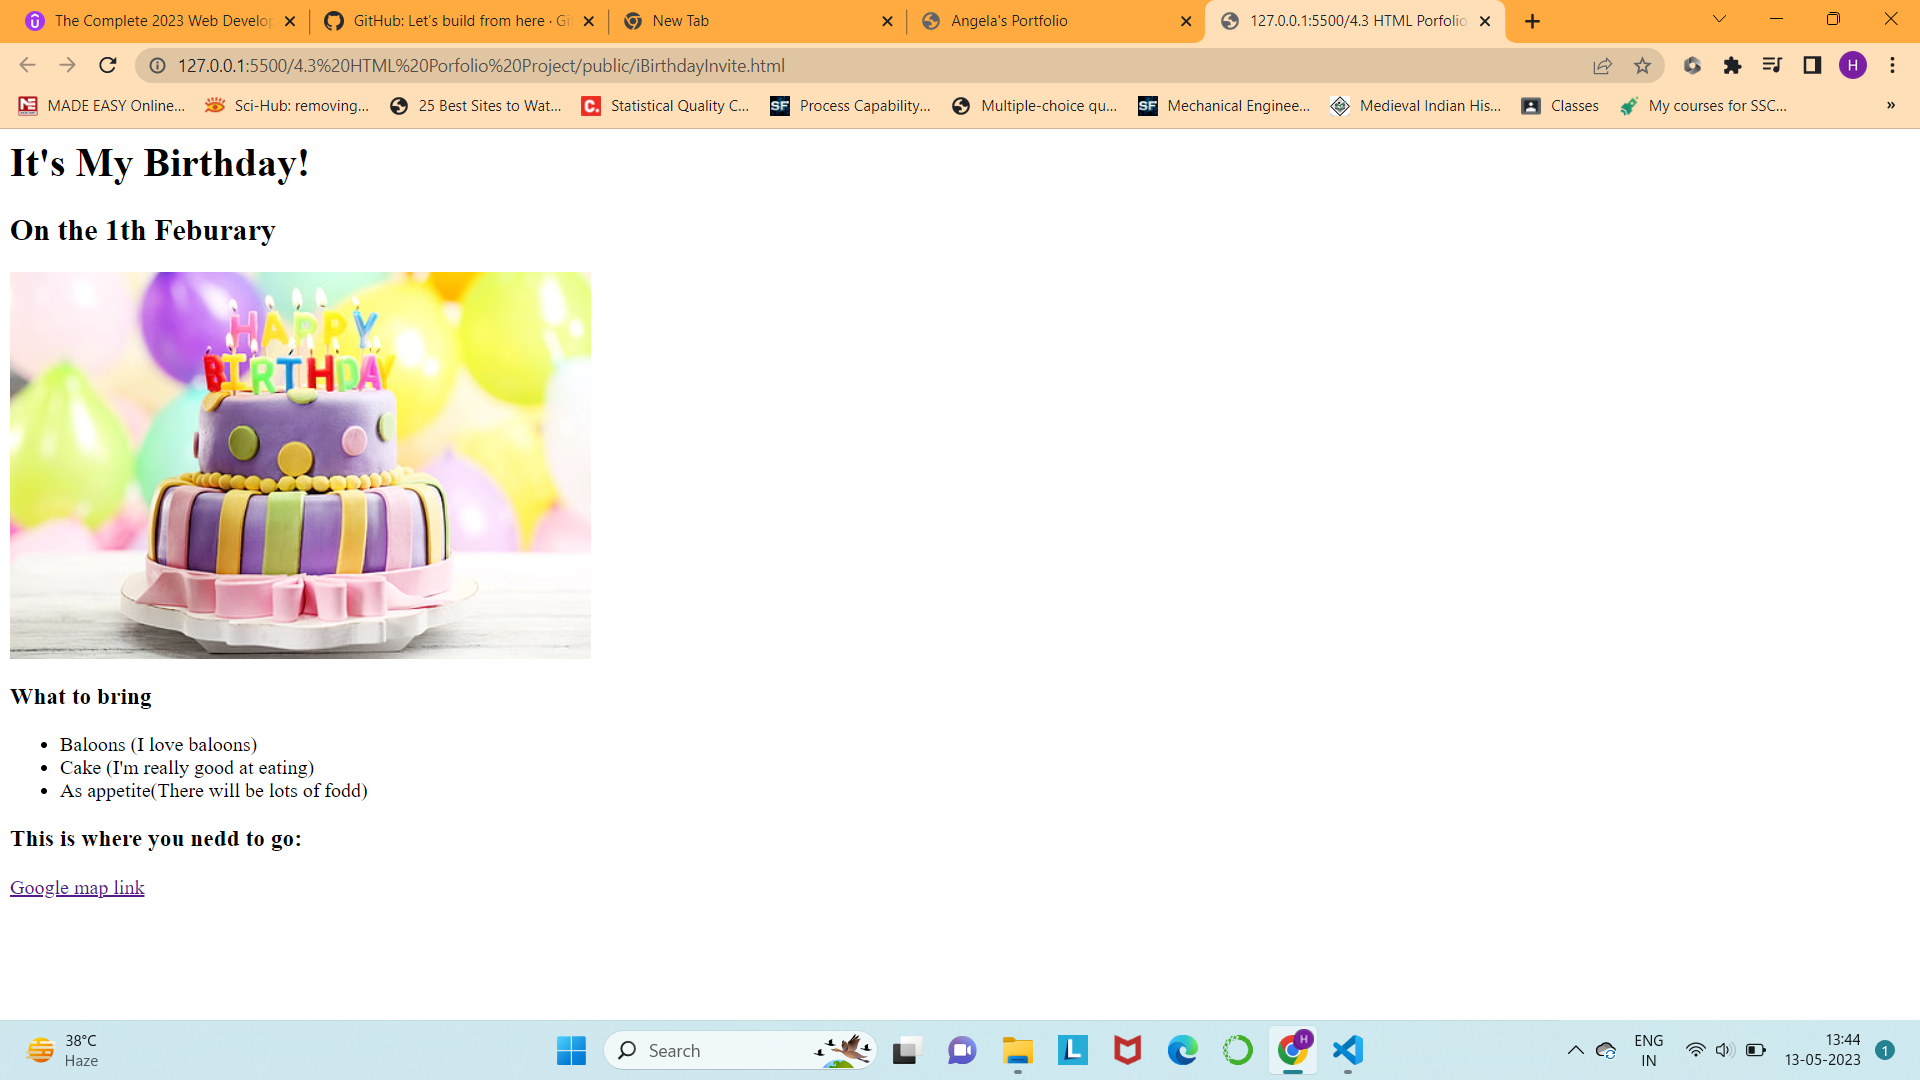 The Complete 2023 Web Develop
GitHub: Let's build from here · Gi
New Tab
Angela's Portfolio
127.0.0.1:5500/4.3 HTML Porfolio
127.0.0.1:5500/4.3%20HTML%20Porfolio%20Project/public/iBirthdayInvite.html
H
MADE EASY Online...
Sci-Hub: removing...
25 Best Sites to Wat...
C. Statistical Quality C...
SF Process Capability...
Multiple-choice qu...
SF Mechanical Enginee...
Medieval Indian His...
Classes
My courses for SSC...
»
It's My Birthday!
On the 1th Feburary
HAPPY
BIRTHDAY
What to bring
Baloons (I love baloons)
Cake (I'm really good at eating)
As appetite(There will be lots of fodd)
This is where you nedd to go:
Google map link
38°C
Haze
Search
L
H
ENG
IN
13:44
13-05-2023
1